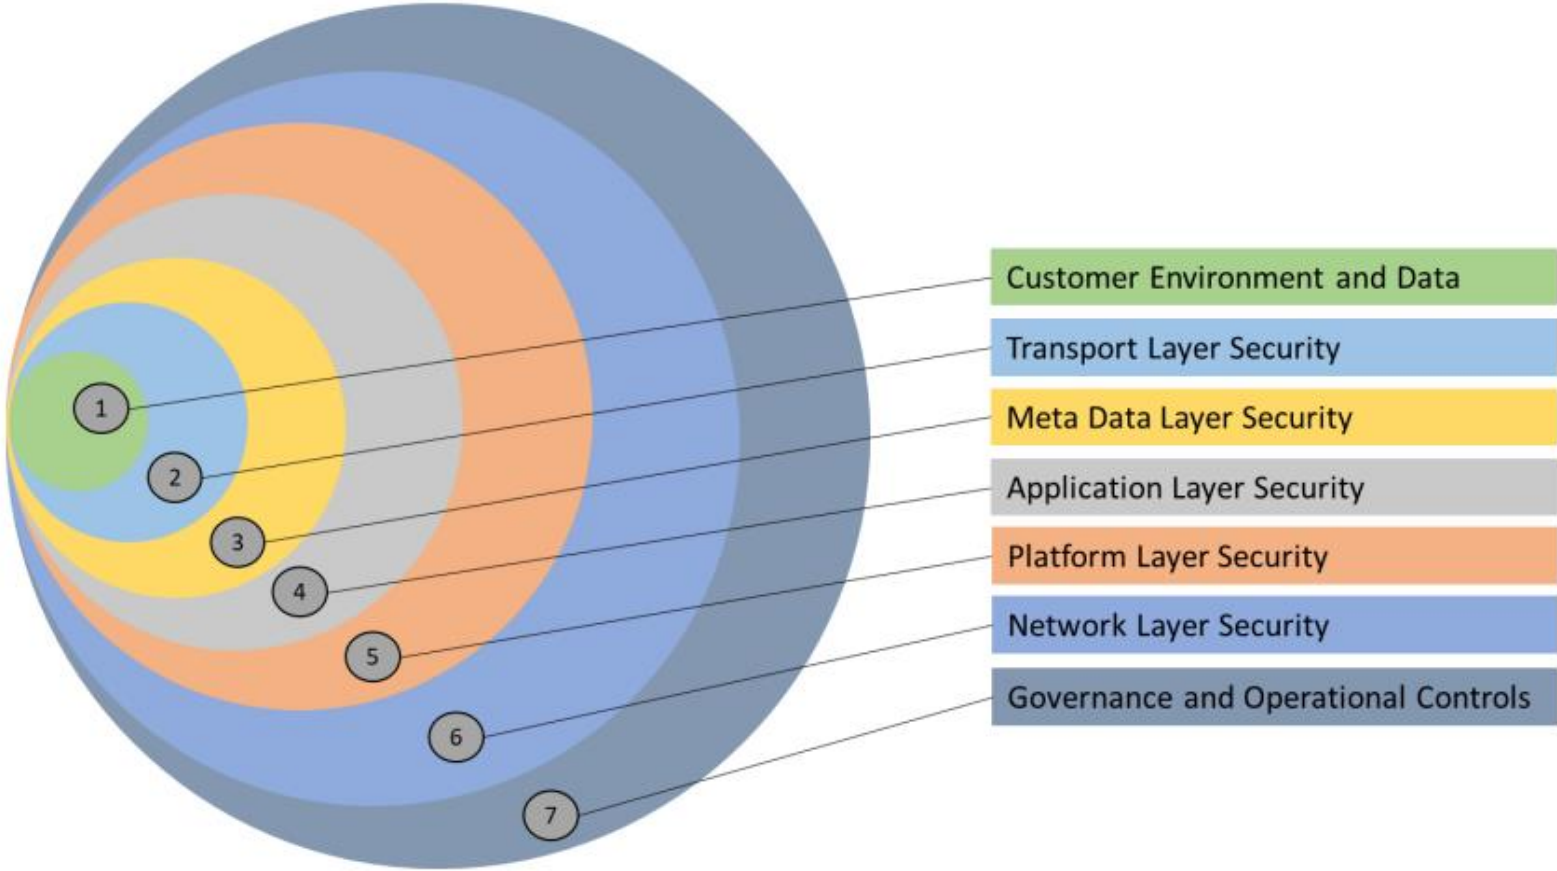 1
2
3
4
5
6
7
Customer Environment and Data
Transport Layer Security
Meta Data Layer Security
Application Layer Security
Platform Layer Security
Network Layer Security
Governance and Operational Controls